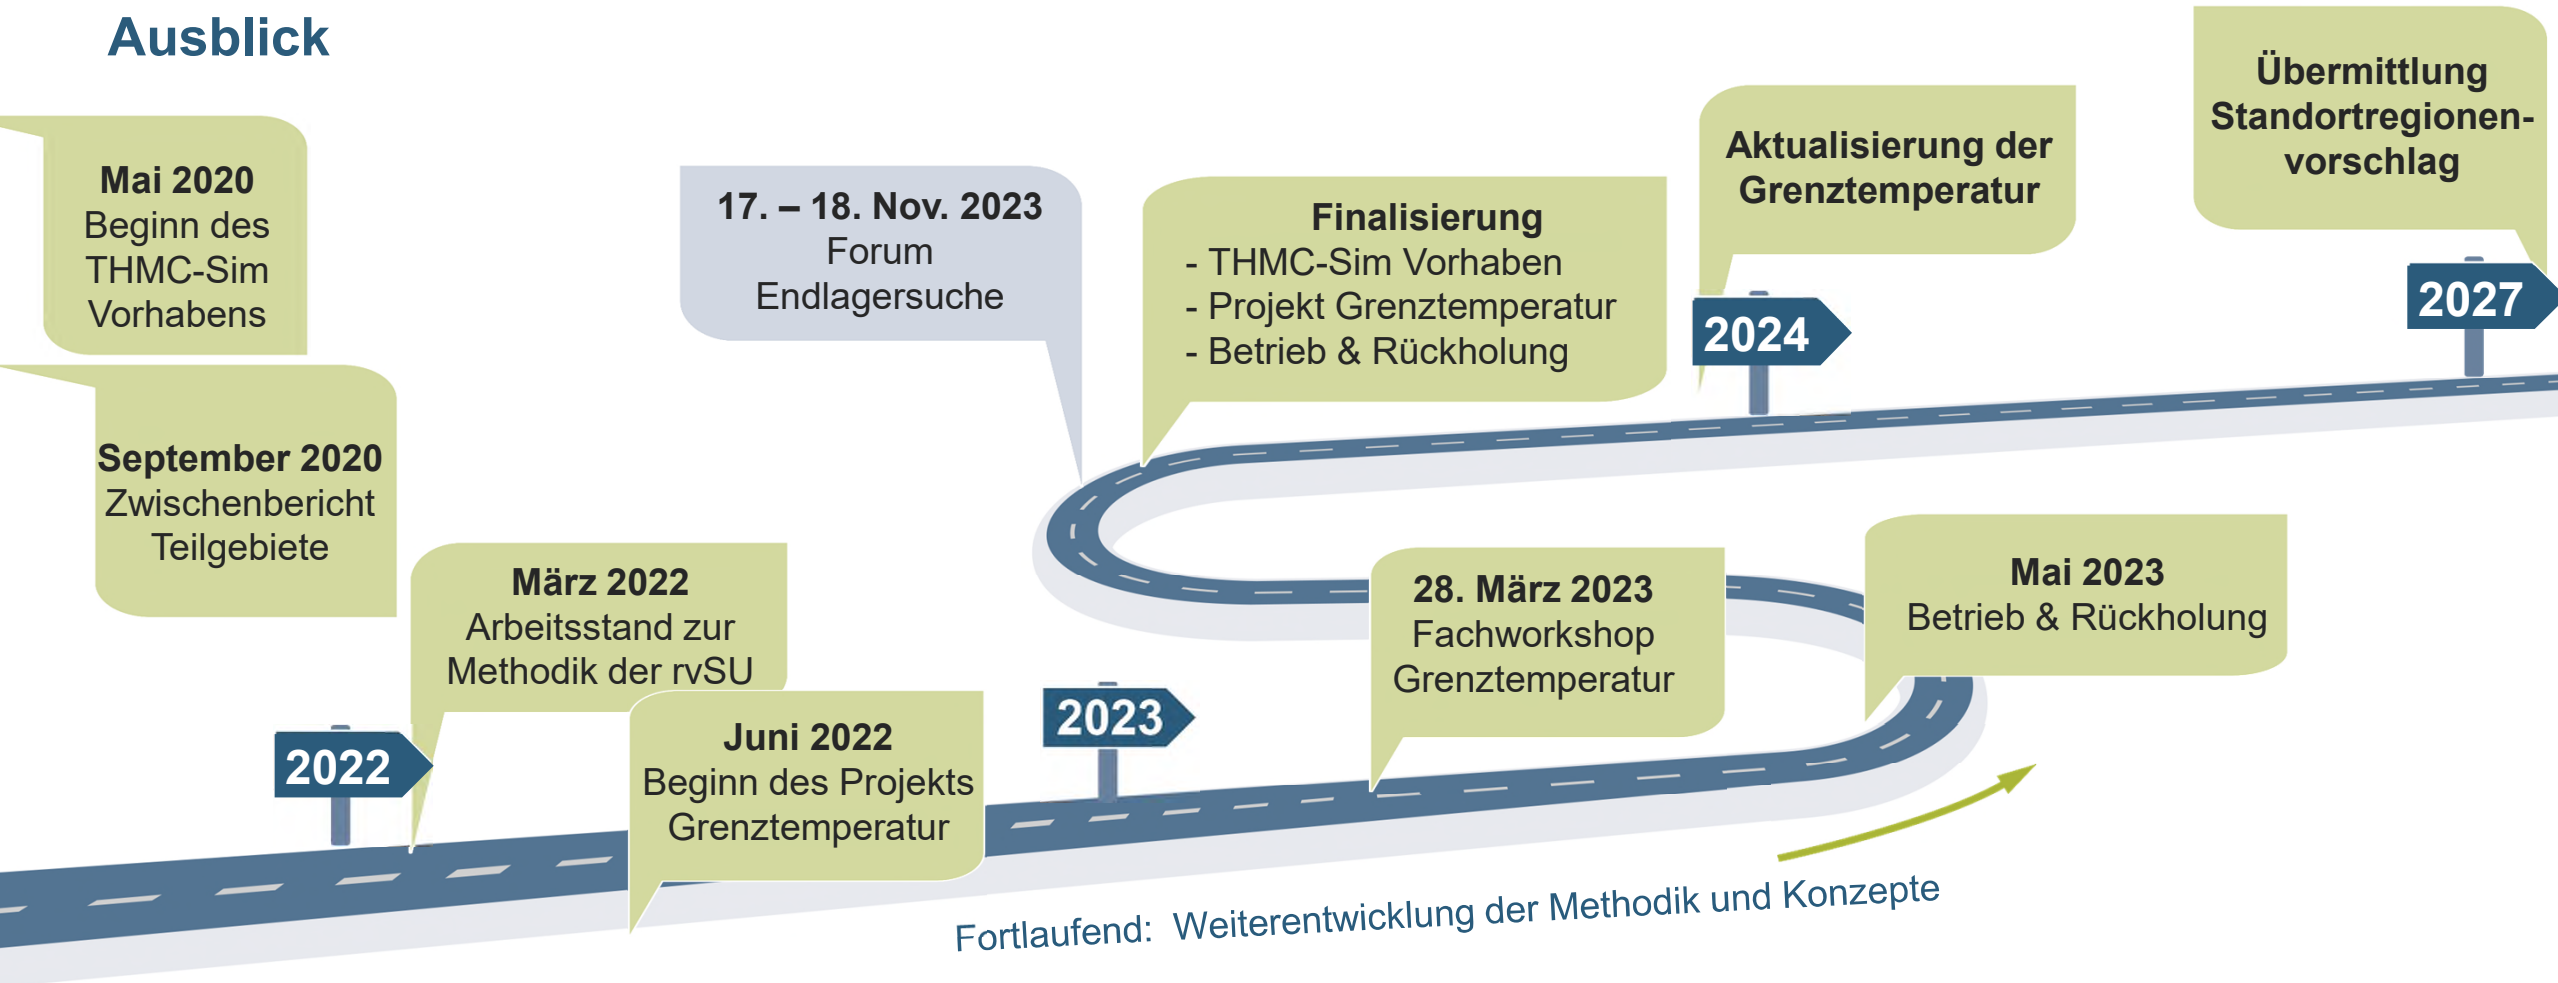 Ausblick
Mai 2020
Beginn des
THMC-Sim
Vorhabens
September 2020
Zwischenbericht
Teilgebiete
2022
März 2022
Arbeitsstand zur
Methodik der rvSU
Juni 2022
Beginn des Projekts
Grenztemperatur
2023
28. März 2023
Fachworkshop
Grenztemperatur
Mai 2023
Betrieb & Rückholung
17. – 18. Nov. 2023
Forum
Endlagersuche
Finalisierung
- THMC-Sim Vorhaben
- Projekt Grenztemperatur
- Betrieb & Rückholung
2024
Aktualisierung der
Grenztemperatur
Übermittlung
Standortregionen-
vorschlag
2027
Fortlaufend: Weiterentwicklung der Methodik und Konzepte